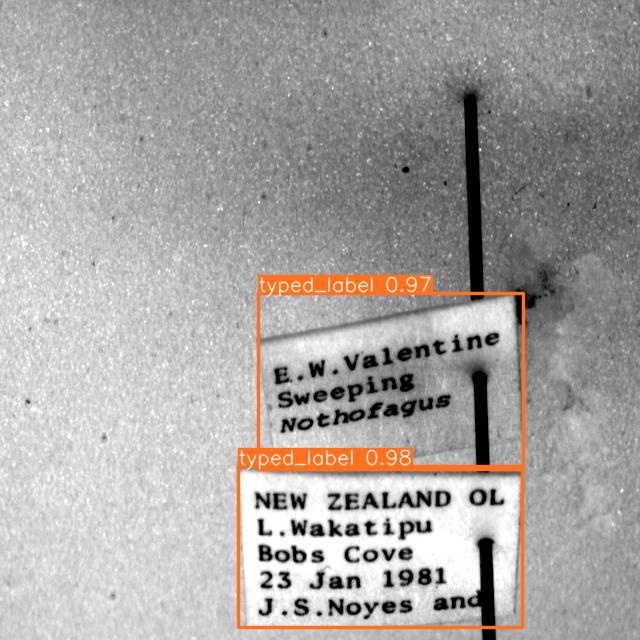 typed_label 0.97
E.W.Valentine
Sweeping
Nothofagus
typed_label 0.98
NEW ZEALAND OL
L.Wakatipu
Bobs Cove
23 Jan 1981
J.S.Noyes and